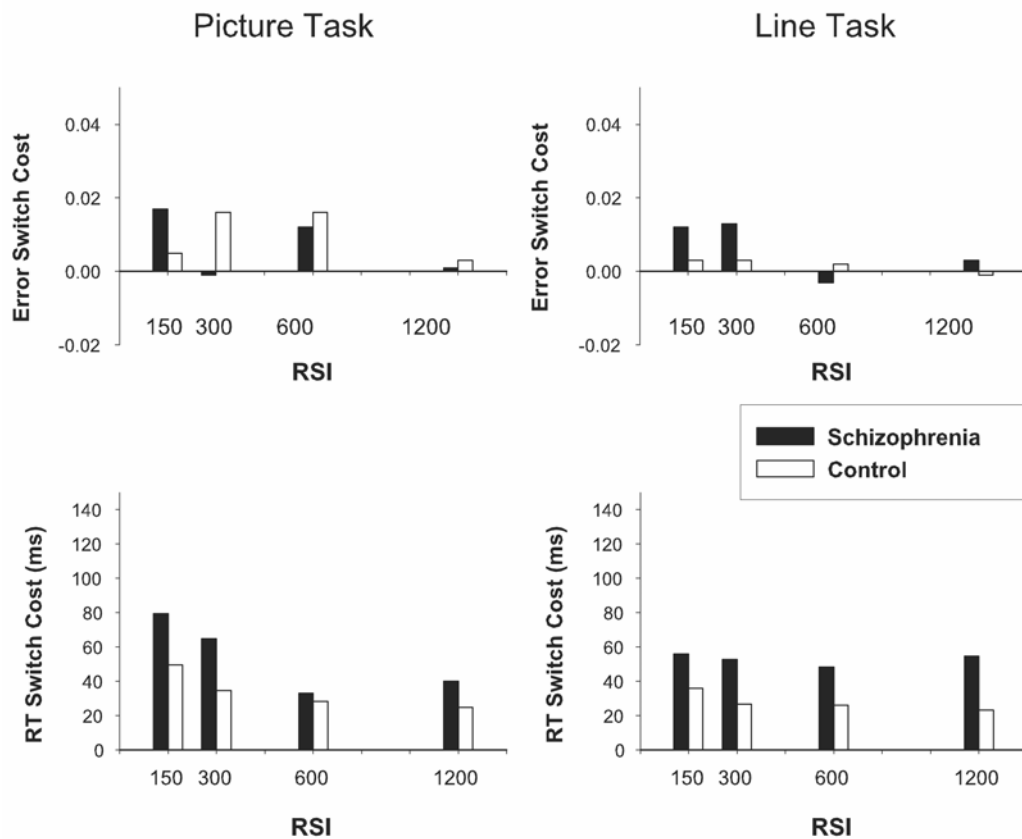 Picture Task
Line Task
Error Switch Cost
0.04
0.02
0.00
-0.02
150 300 600 1200
RSI
Error Switch Cost
0.04
0.02
0.00
-0.02
150 300 600 1200
RSI
Schizophrenia
Control
RT Switch Cost (ms)
140
120
100
80
60
40
20
0
150 300 600 1200
RSI
RT Switch Cost (ms)
140
120
100
80
60
40
20
0
150 300 600 1200
RSI